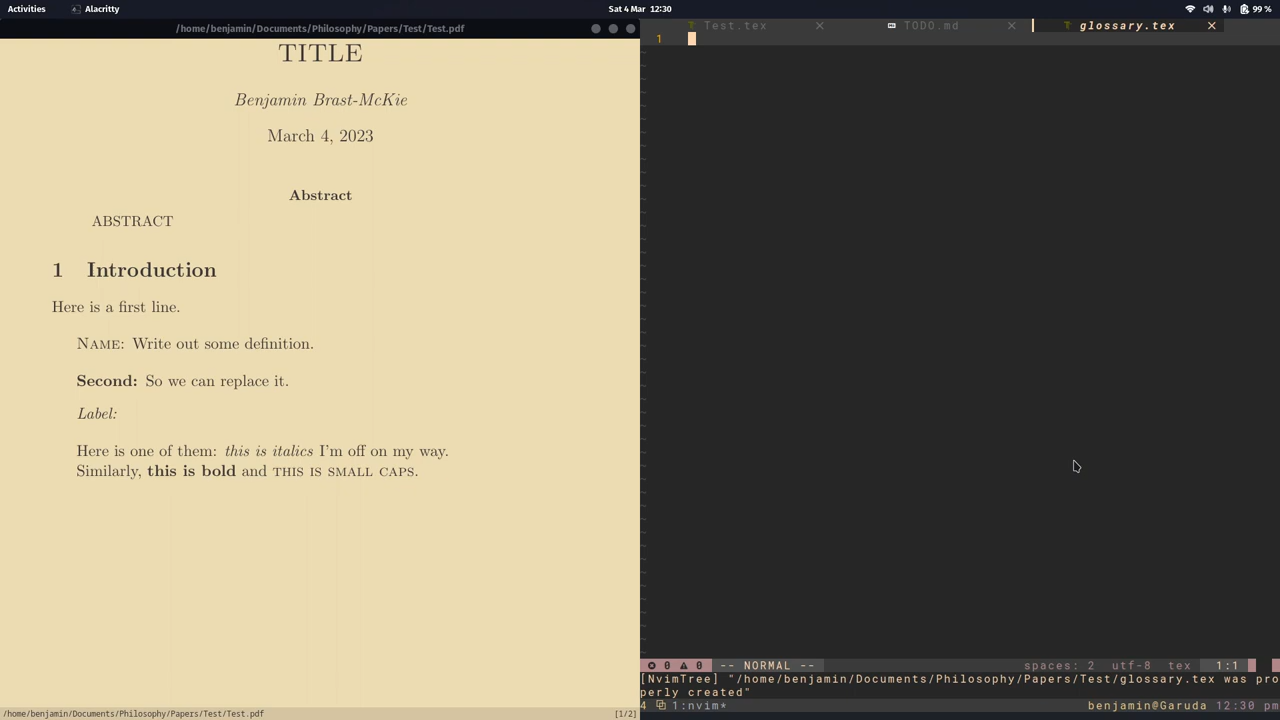 Activities Alacritty Sat 4 Mar 12:30 99 %
/home/benjamin/Documents/Philosophy/Papers/Test/Test.pdf
TITLE
Benjamin Brast-McKie
March 4, 2023
Abstract
ABSTRACT
1 Introduction
Here is a first line.
NAME: Write out some definition.
Second: So we can replace it.
Label:
Here is one of them: this is italics I'm off on my way.
Similarly, this is bold and THIS IS SMALL CAPS.
/home/benjamin/Documents/Philosophy/Papers/Test/Test.pdf [1/2]
Test.tex TODO.md glossary.tex
1
0 0 -- NORMAL -- spaces: 2 utf-8 tex 1:1
[NvimTree] "/home/benjamin/Documents/Philosophy/Papers/Test/glossary.tex was pro
perly created"
4 1:nvim* benjamin@Garuda 12:30 pm